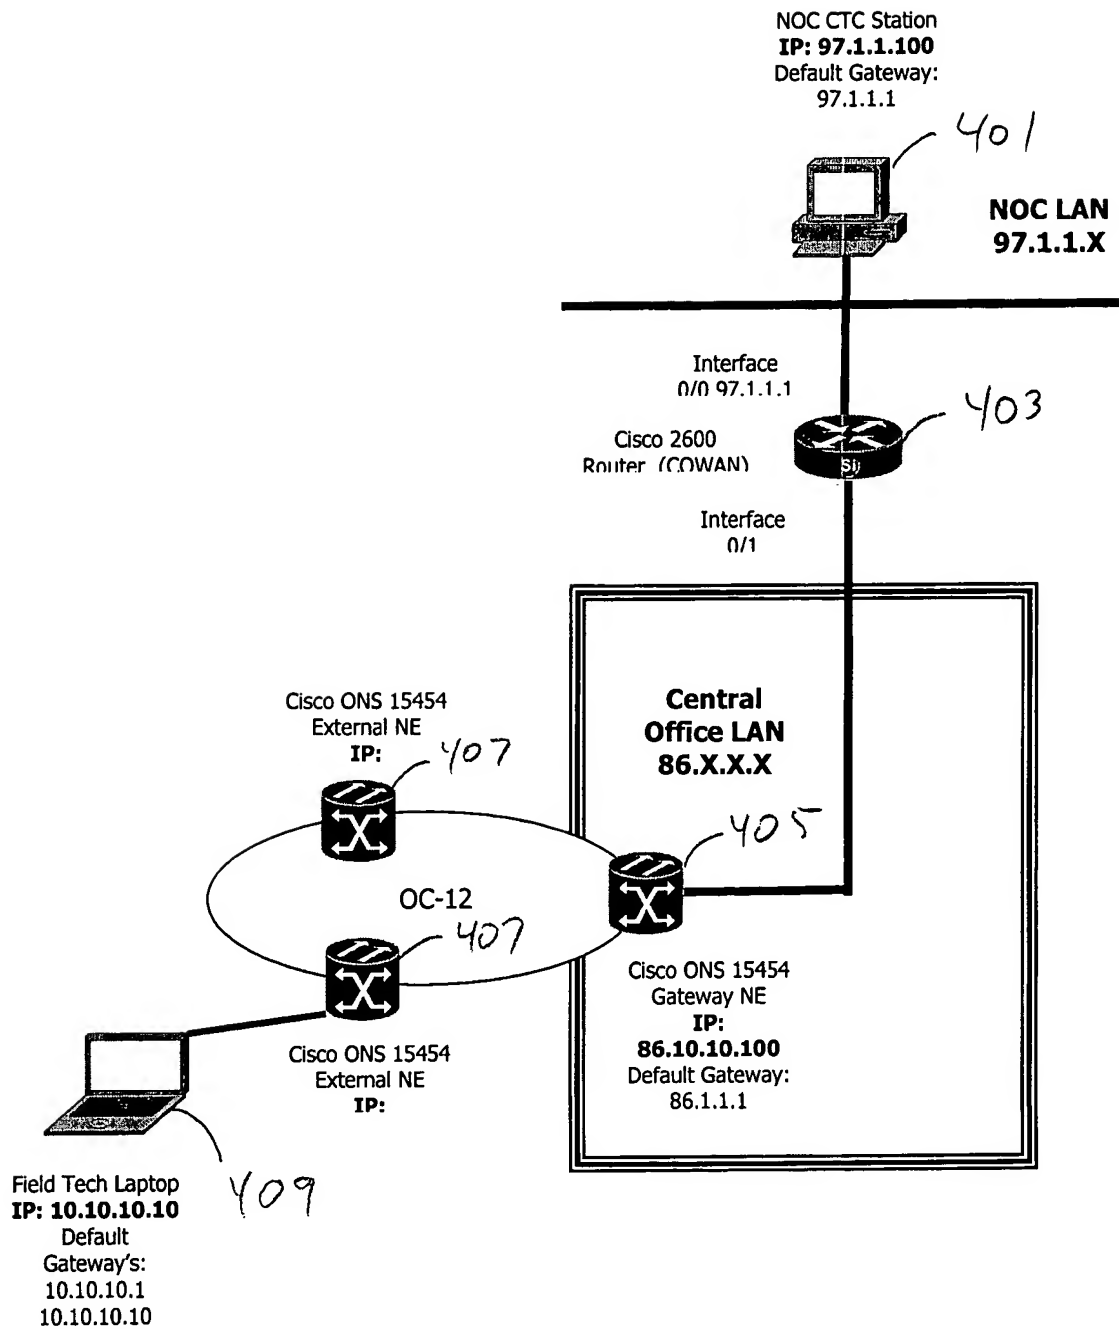 NOC CTC Station
IP: 97.1.1.100
Default Gateway:
97.1.1.1
401
NOC LAN
97.1.1.X
Interface
0/0 97.1.1.1
403
Cisco 2600
Router (COWAN)
Si
Interface
0/1
Central
Office LAN
86.X.X.X
Cisco ONS 15454
External NE
IP:
407
405
OC-12
407
Cisco ONS 15454
Gateway NE
IP:
86.10.10.100
Default Gateway:
86.1.1.1
Cisco ONS 15454
External NE
IP:
409
Field Tech Laptop
IP: 10.10.10.10
Default
Gateway's:
10.10.10.1
10.10.10.10